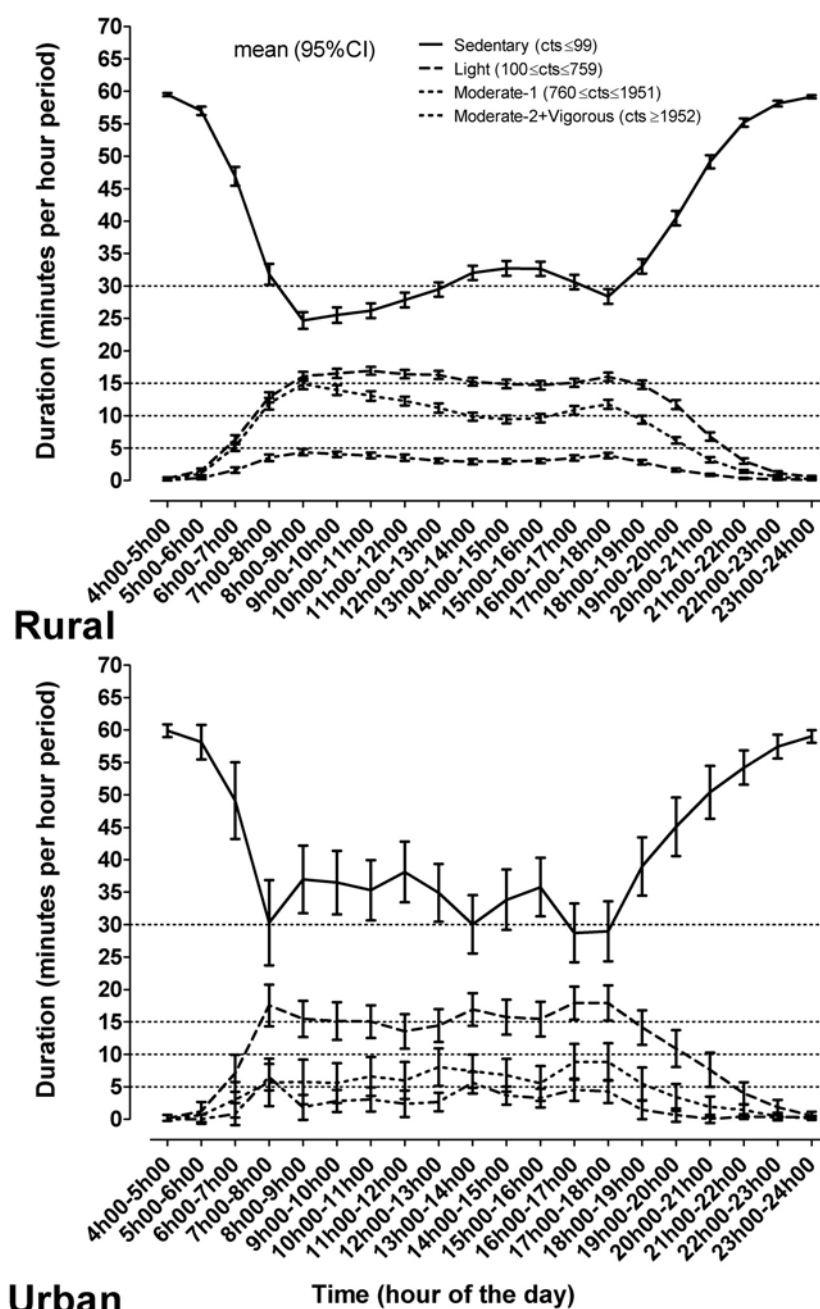 mean (95%CI)
Sedentary (cts≤99)
Light (100≤cts≤759)
Moderate-1 (760≤cts≤1951)
Moderate-2+Vigorous (cts ≥1952)
Duration (minutes per hour period)
70
65
60
55
50
45
40
35
30
25
20
15
10
5
0
4h00-5h00
5h00-6h00
6h00-7h00
7h00-8h00
8h00-9h00
9h00-10h00
10h00-11h00
11h00-12h00
12h00-13h00
13h00-14h00
14h00-15h00
15h00-16h00
16h00-17h00
17h00-18h00
18h00-19h00
19h00-20h00
20h00-21h00
21h00-22h00
22h00-23h00
23h00-24h00
Rural
Duration (minutes per hour period)
70
65
60
55
50
45
40
35
30
25
20
15
10
5
0
4h00-5h00
5h00-6h00
6h00-7h00
7h00-8h00
8h00-9h00
9h00-10h00
10h00-11h00
11h00-12h00
12h00-13h00
13h00-14h00
14h00-15h00
15h00-16h00
16h00-17h00
17h00-18h00
18h00-19h00
19h00-20h00
20h00-21h00
21h00-22h00
22h00-23h00
23h00-24h00
Urban
Time (hour of the day)